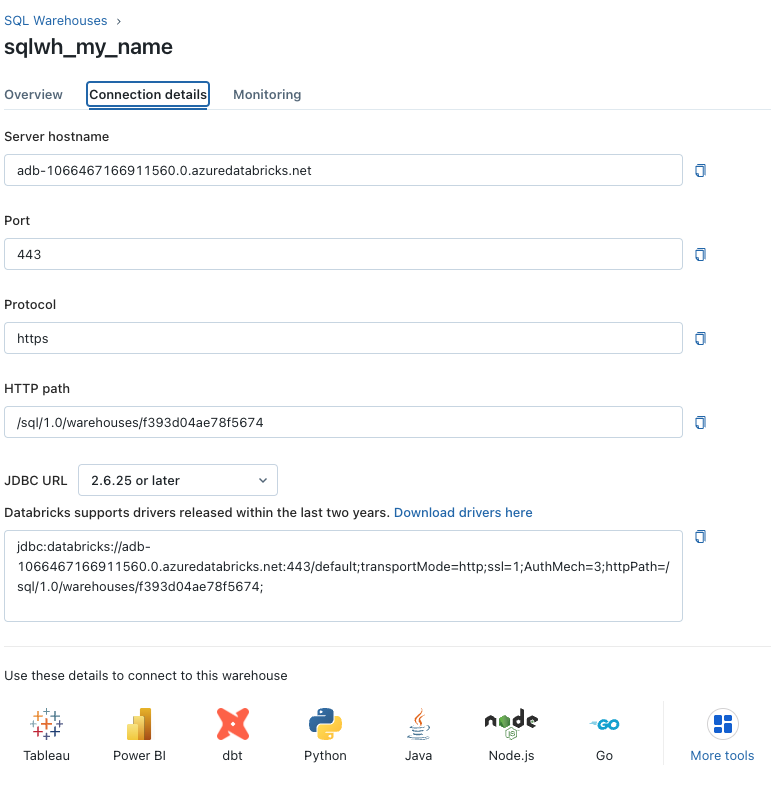 SQL Warehouses ›
sqlwh_my_name
Overview Connection details Monitoring
Server hostname
adb-1066467166911560.0.azuredatabricks.net
Port
443
Protocol
https
HTTP path
/sql/1.0/warehouses/f393d04ae78f5674
JDBC URL 2.6.25 or later
Databricks supports drivers released within the last two years. Download drivers here
jdbc:databricks://adb-
1066467166911560.0.azuredatabricks.net:443/default;transportMode=http;ssl=1;AuthMech=3;httpPath=/
sql/1.0/warehouses/f393d04ae78f5674;
Use these details to connect to this warehouse
node
JS
GO
Tableau Power BI dbt Python Java Node.js Go More tools